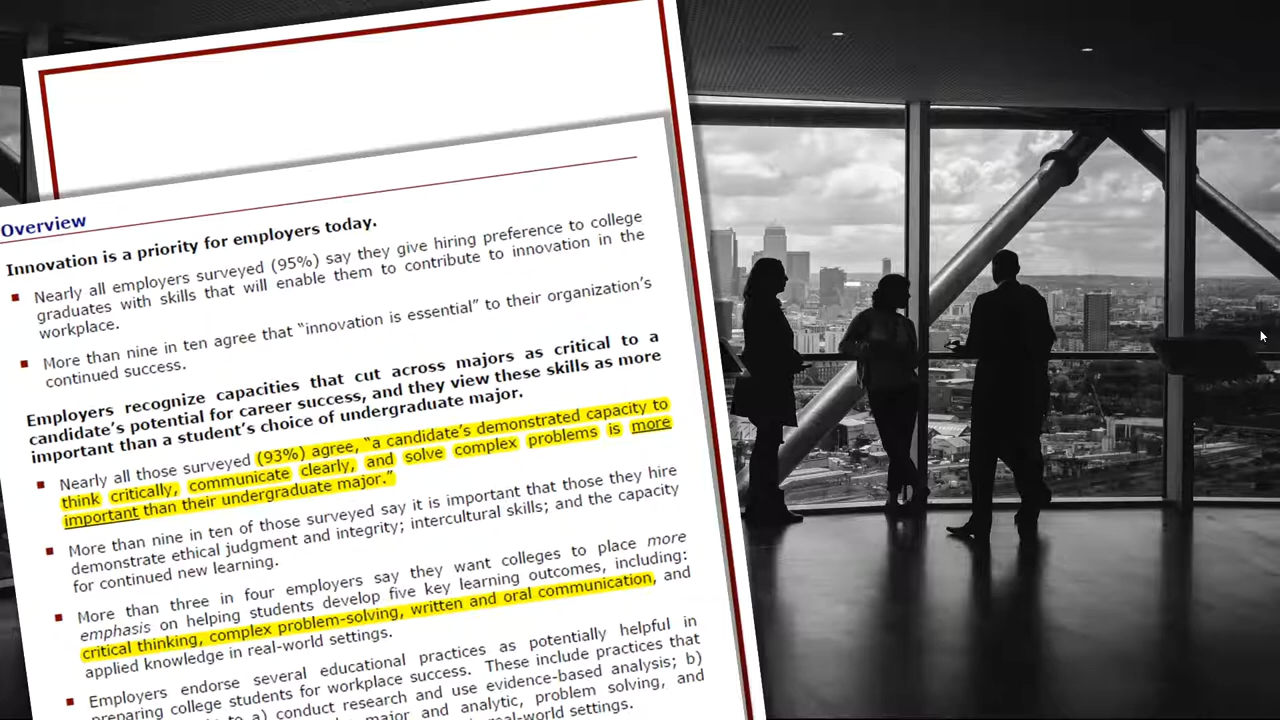 Overview
Innovation is a priority for employers today.
Nearly all employers surveyed (95%) say they give hiring preference to college
graduates with skills that will enable them to contribute to innovation in the
workplace.
More than nine in ten agree that “innovation is essential” to their organization’s
continued success.
Employers recognize capacities that cut across majors as critical to a
candidate’s potential for career success, and they view these skills as more
important than a student’s choice of undergraduate major.
Nearly all those surveyed (93%) agree, “a candidate’s demonstrated capacity to
think critically, communicate clearly, and solve complex problems is more
important than their undergraduate major.”
More than nine in ten of those surveyed say it is important that those they hire
demonstrate ethical judgment and integrity; intercultural skills; and the capacity
for continued new learning.
More than three in four employers say they want colleges to place more
emphasis on helping students develop five key learning outcomes, including:
critical thinking, complex problem-solving, written and oral communication, and
applied knowledge in real-world settings.
Employers endorse several educational practices as potentially helpful in
preparing college students for workplace success. These include practices that
to a) conduct research and use evidence-based analysis; b)
major and analytic, problem solving, and
real-world settings.